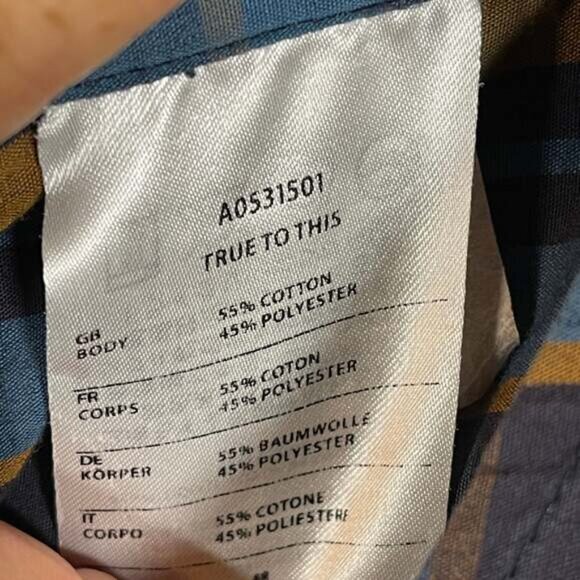 A0531501
TRUE TO THIS
GB 55% COTTON
BODY 45% POLYESTER
FR 55% COTON
CORPS 45% POLYESTER
DE 55% BAUMWOLLE
KÖRPER 45% POLYESTER
IT 55% COTONE
CORPO 45% POLIESTERE